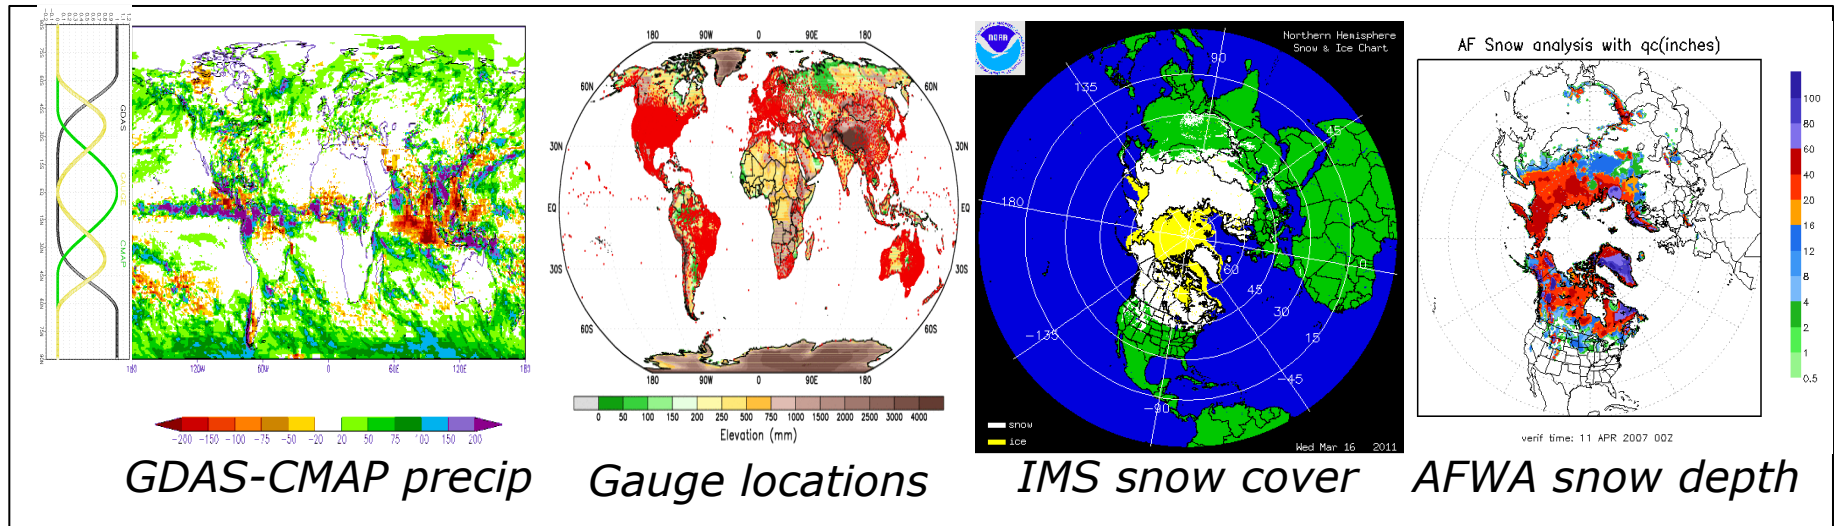 GDAS
CMAP
180
120W
60W
0
60E
120E
180
-200 -150 -100 -75 -50 -20 20 50 75 100 150 200
GDAS-CMAP precip
180 90W 0 90E 180
60N
30N
EQ
30S
60S
180 90W 0 90E 180
0 50 100 150 200 250 500 750 1000 1500 2000 2500 3000 4000
Elevation (mm)
Gauge locations
NOAA
Northern Hemisphere
Snow & Ice Chart
90
135
45
180
0
60
45
30
15
-135
-45
-90
snow
ice
Wed Mar 16 2011
IMS snow cover
AF Snow analysis with qc(inches)
100
80
60
40
20
16
12
8
4
2
1
0.5
verif time: 11 APR 2007 00Z
AFWA snow depth